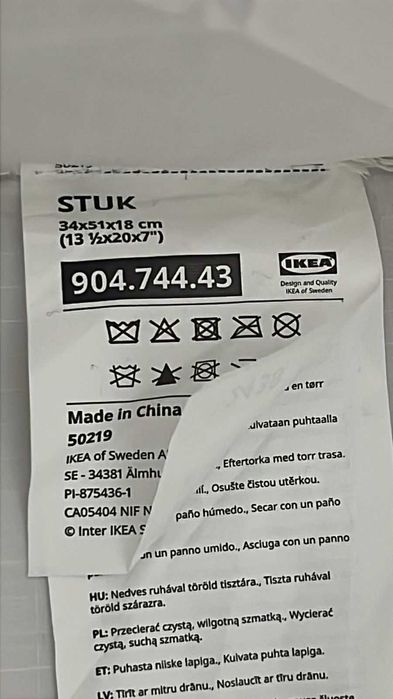 50219
STUK
34x51x18 cm
(13 ½x20x7")
904.744.43
IKEA
Design and Quality
IKEA of Sweden
Made in China
50219
IKEA of Sweden A
SE - 34381 Älmhu
PI-875436-1
CA05404 NIF N
© Inter IKEA S
en tørr
ulvataan puhtaalla
., Eftertorka med torr trasa.
., Osušte čistou utěrkou.
paño húmedo., Secar con un paño
un panno umido., Asciuga con un panno
HU: Nedves ruhával töröld tisztára., Tiszta ruhával
töröld szárazra.
PL: Przecierać czystą, wilgotną szmatką., Wycierać
czystą, suchą szmatką.
ET: Puhasta niiske lapiga., Kulvata puhta lapiga.
LV: Tīrīt ar mitru drānu., Noslaucīt ar tīru drānu.